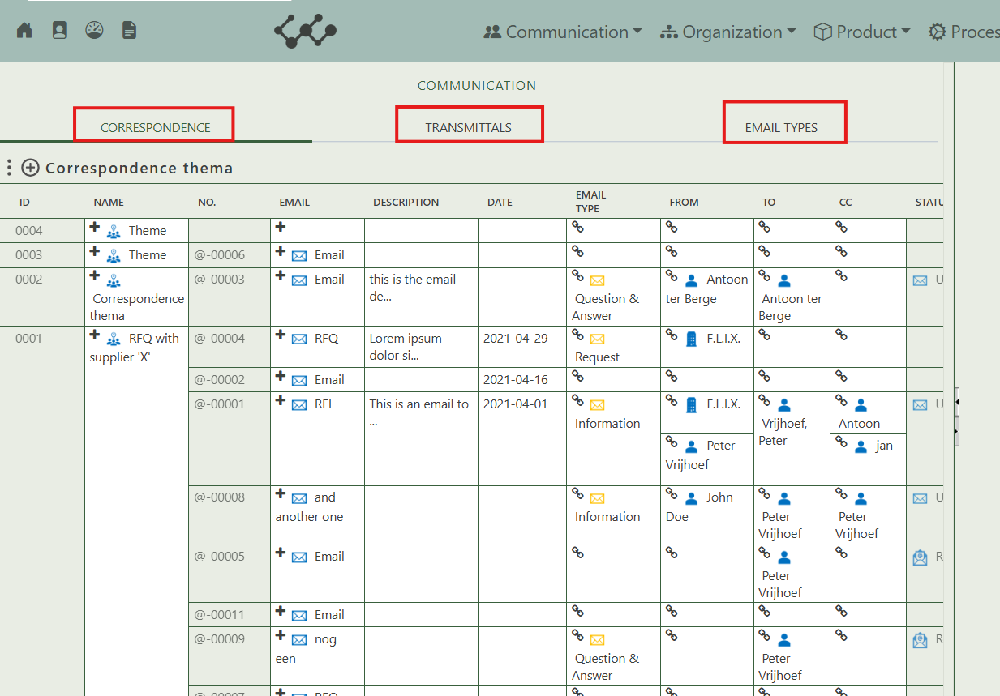 Communication Organization Product Proces
COMMUNICATION
CORRESPONDENCE TRANSMITTALS EMAIL TYPES
Correspondence thema
ID NAME NO. EMAIL DESCRIPTION DATE EMAIL TYPE FROM TO CC STATU
0004 Theme
0003 Theme @-00006 Email
0002 @-00003 Email this is the email Antoon
Correspondence de... Question & ter Berge Antoon ter U
thema Answer Berge
0001 RFQ with @-00004 RFQ Lorem ipsum 2021-04-29 F.L.I.X.
supplier 'X' dolor si... Request
@-00002 Email 2021-04-16
@-00001 RFI This is an email to 2021-04-01 F.L.I.X. U
... Information Vrijhoef, Antoon
Peter Peter jan
Vrijhoef
@-00008 and John U
another one Information Doe Peter Peter
Vrijhoef Vrijhoef
@-00005 Email R
Peter
Vrijhoef
@-00011 Email
@-00009 nog R
een Question & Peter
Answer Vrijhoef
@-00007 RFQ